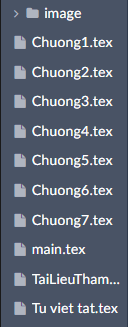 image
Chuong1.tex
Chuong2.tex
Chuong3.tex
Chuong4.tex
Chuong5.tex
Chuong6.tex
Chuong7.tex
main.tex
TaiLieuTham...
Tu viet tat.tex